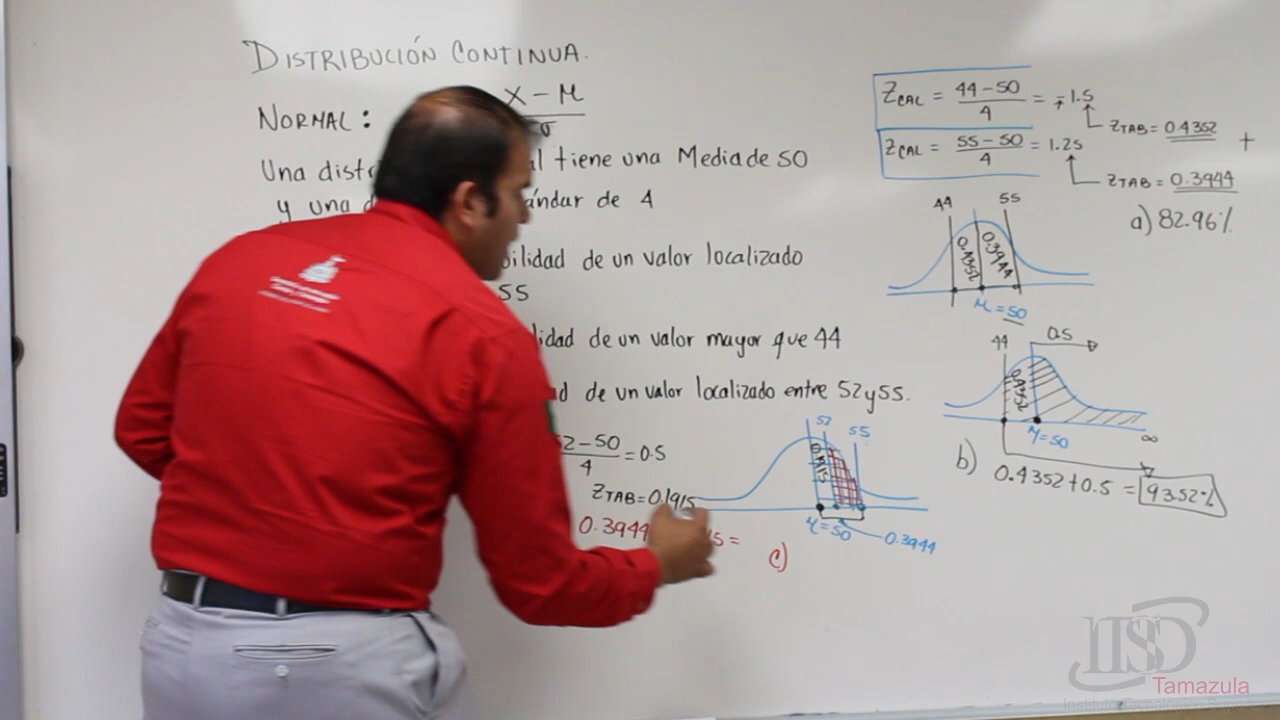 DISTRIBUCIÓN CONTINUA.
NORMAL:
X - M
σ
Una tiene una Media de 50
y una ándar de 4
de un valor localizado
55
de un valor mayor que 44
de un valor localizado entre 52 y 55.
2-50
4
= 0.5
ZTAB = 0.1915
0.3944 =
c)
52
55
0.1915
M = 50
0.3944
ZCAL = 44-50
4
= -1.5
ZTAB = 0.4352
+
ZCAL = 55-50
4
= 1.25
ZTAB = 0.3944
a) 82.96%
44
55
0.4352
0.3944
M = 50
44
0.5
0.4352
M = 50
∞
b) 0.4352 + 0.5 = 93.52%
ITSSD
Tamazula